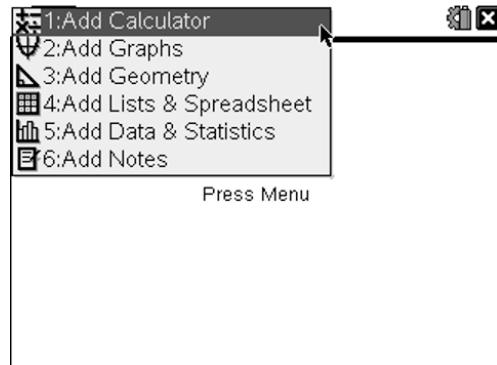 1:Add Calculator
2:Add Graphs
3:Add Geometry
4:Add Lists & Spreadsheet
5:Add Data & Statistics
6:Add Notes
Press Menu